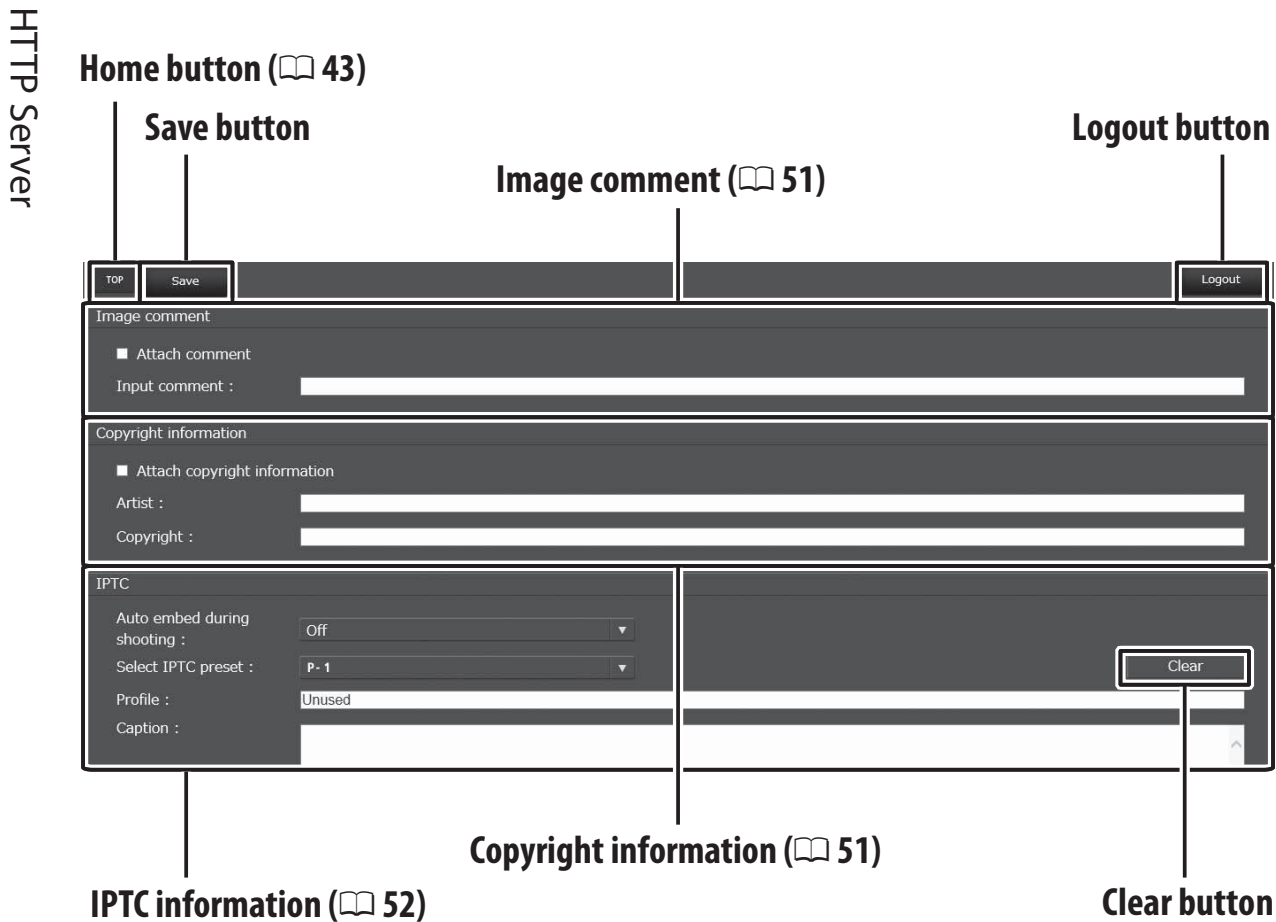 HTTP Server
Home button (43)
Save button
Logout button
Image comment (51)
TOP
Save
Logout
Image comment
Attach comment
Input comment :
Copyright information
Attach copyright information
Artist :
Copyright :
IPTC
Auto embed during
shooting :
Off
Select IPTC preset :
P-1
Clear
Profile :
Unused
Caption :
Copyright information (51)
IPTC information (52)
Clear button